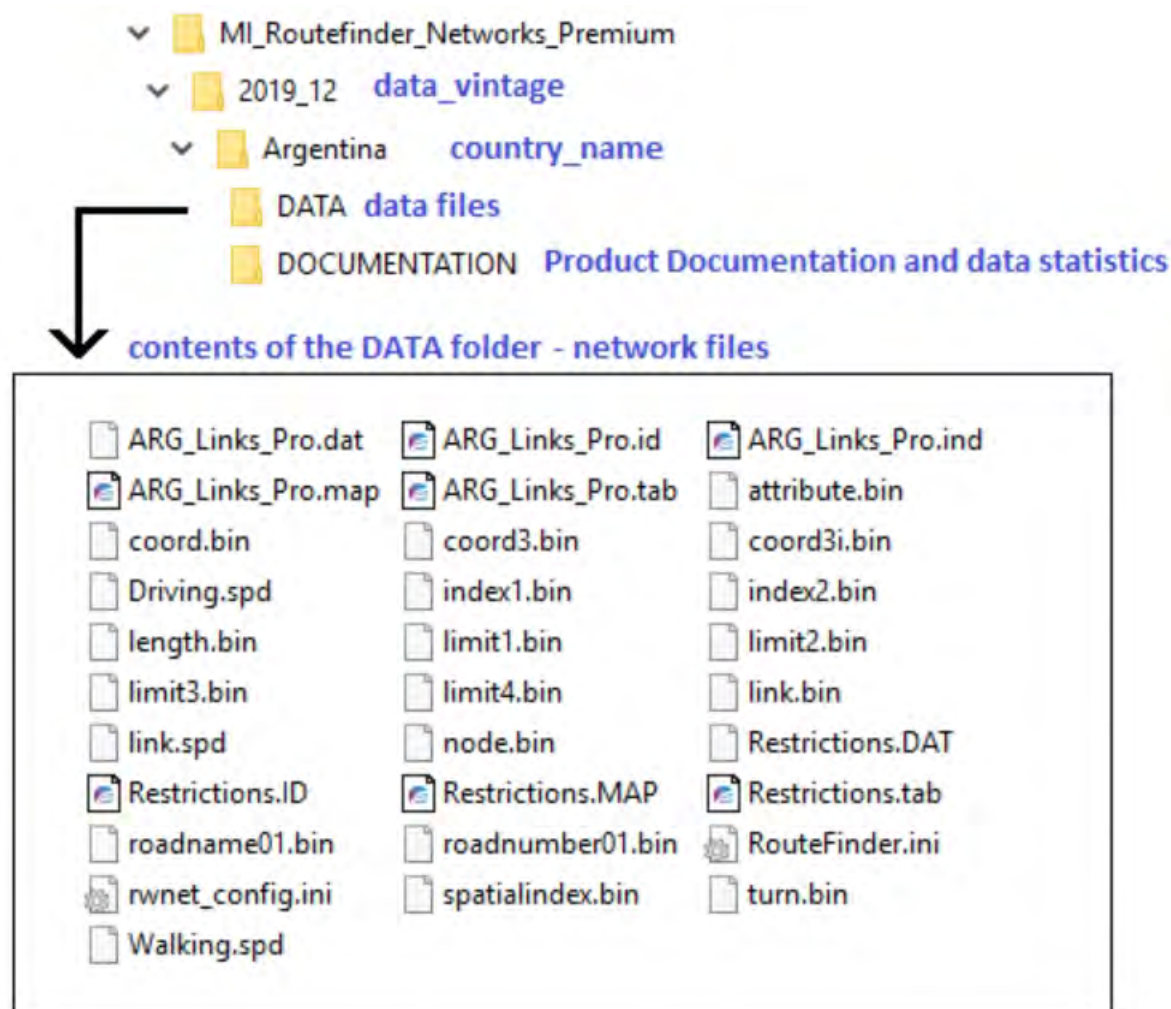 MI_Routefinder_Networks_Premium
2019_12 data_vintage
Argentina country_name
DATA data files
DOCUMENTATION Product Documentation and data statistics
contents of the DATA folder - network files
ARG_Links_Pro.dat ARG_Links_Pro.id ARG_Links_Pro.ind
ARG_Links_Pro.map ARG_Links_Pro.tab attribute.bin
coord.bin coord3.bin coord3i.bin
Driving.spd index1.bin index2.bin
length.bin limit1.bin limit2.bin
limit3.bin limit4.bin link.bin
link.spd node.bin Restrictions.DAT
Restrictions.ID Restrictions.MAP Restrictions.tab
roadname01.bin roadnumber01.bin RouteFinder.ini
rwnet_config.ini spatialindex.bin turn.bin
Walking.spd